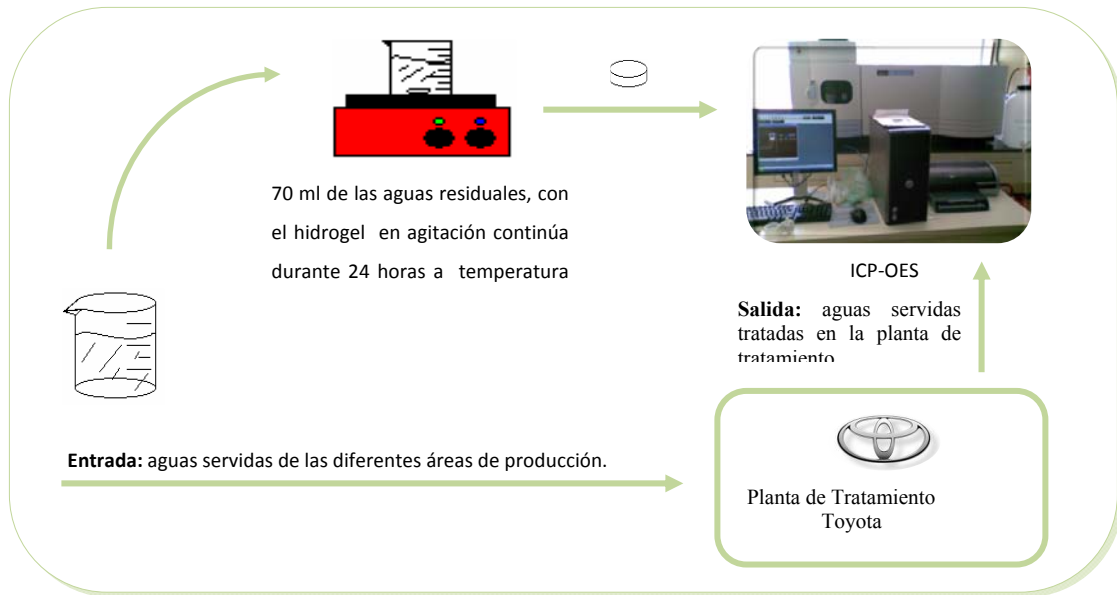 70 ml de las aguas residuales, con
el hidrogel en agitación continúa
durante 24 horas a temperatura
ICP-OES
Salida: aguas servidas
tratadas en la planta de
tratamiento
Entrada: aguas servidas de las diferentes áreas de producción.
Planta de Tratamiento
Toyota